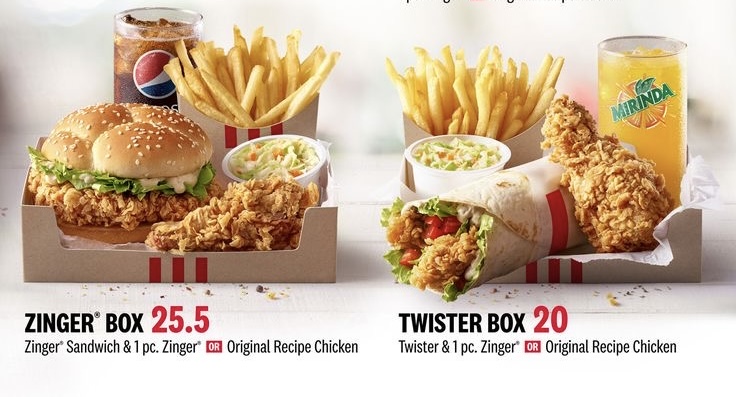 PEPSI
MIRINDA
ZINGER® BOX 25.5
Zinger® Sandwich & 1 pc. Zinger® OR Original Recipe Chicken
TWISTER BOX 20
Twister & 1 pc. Zinger® OR Original Recipe Chicken